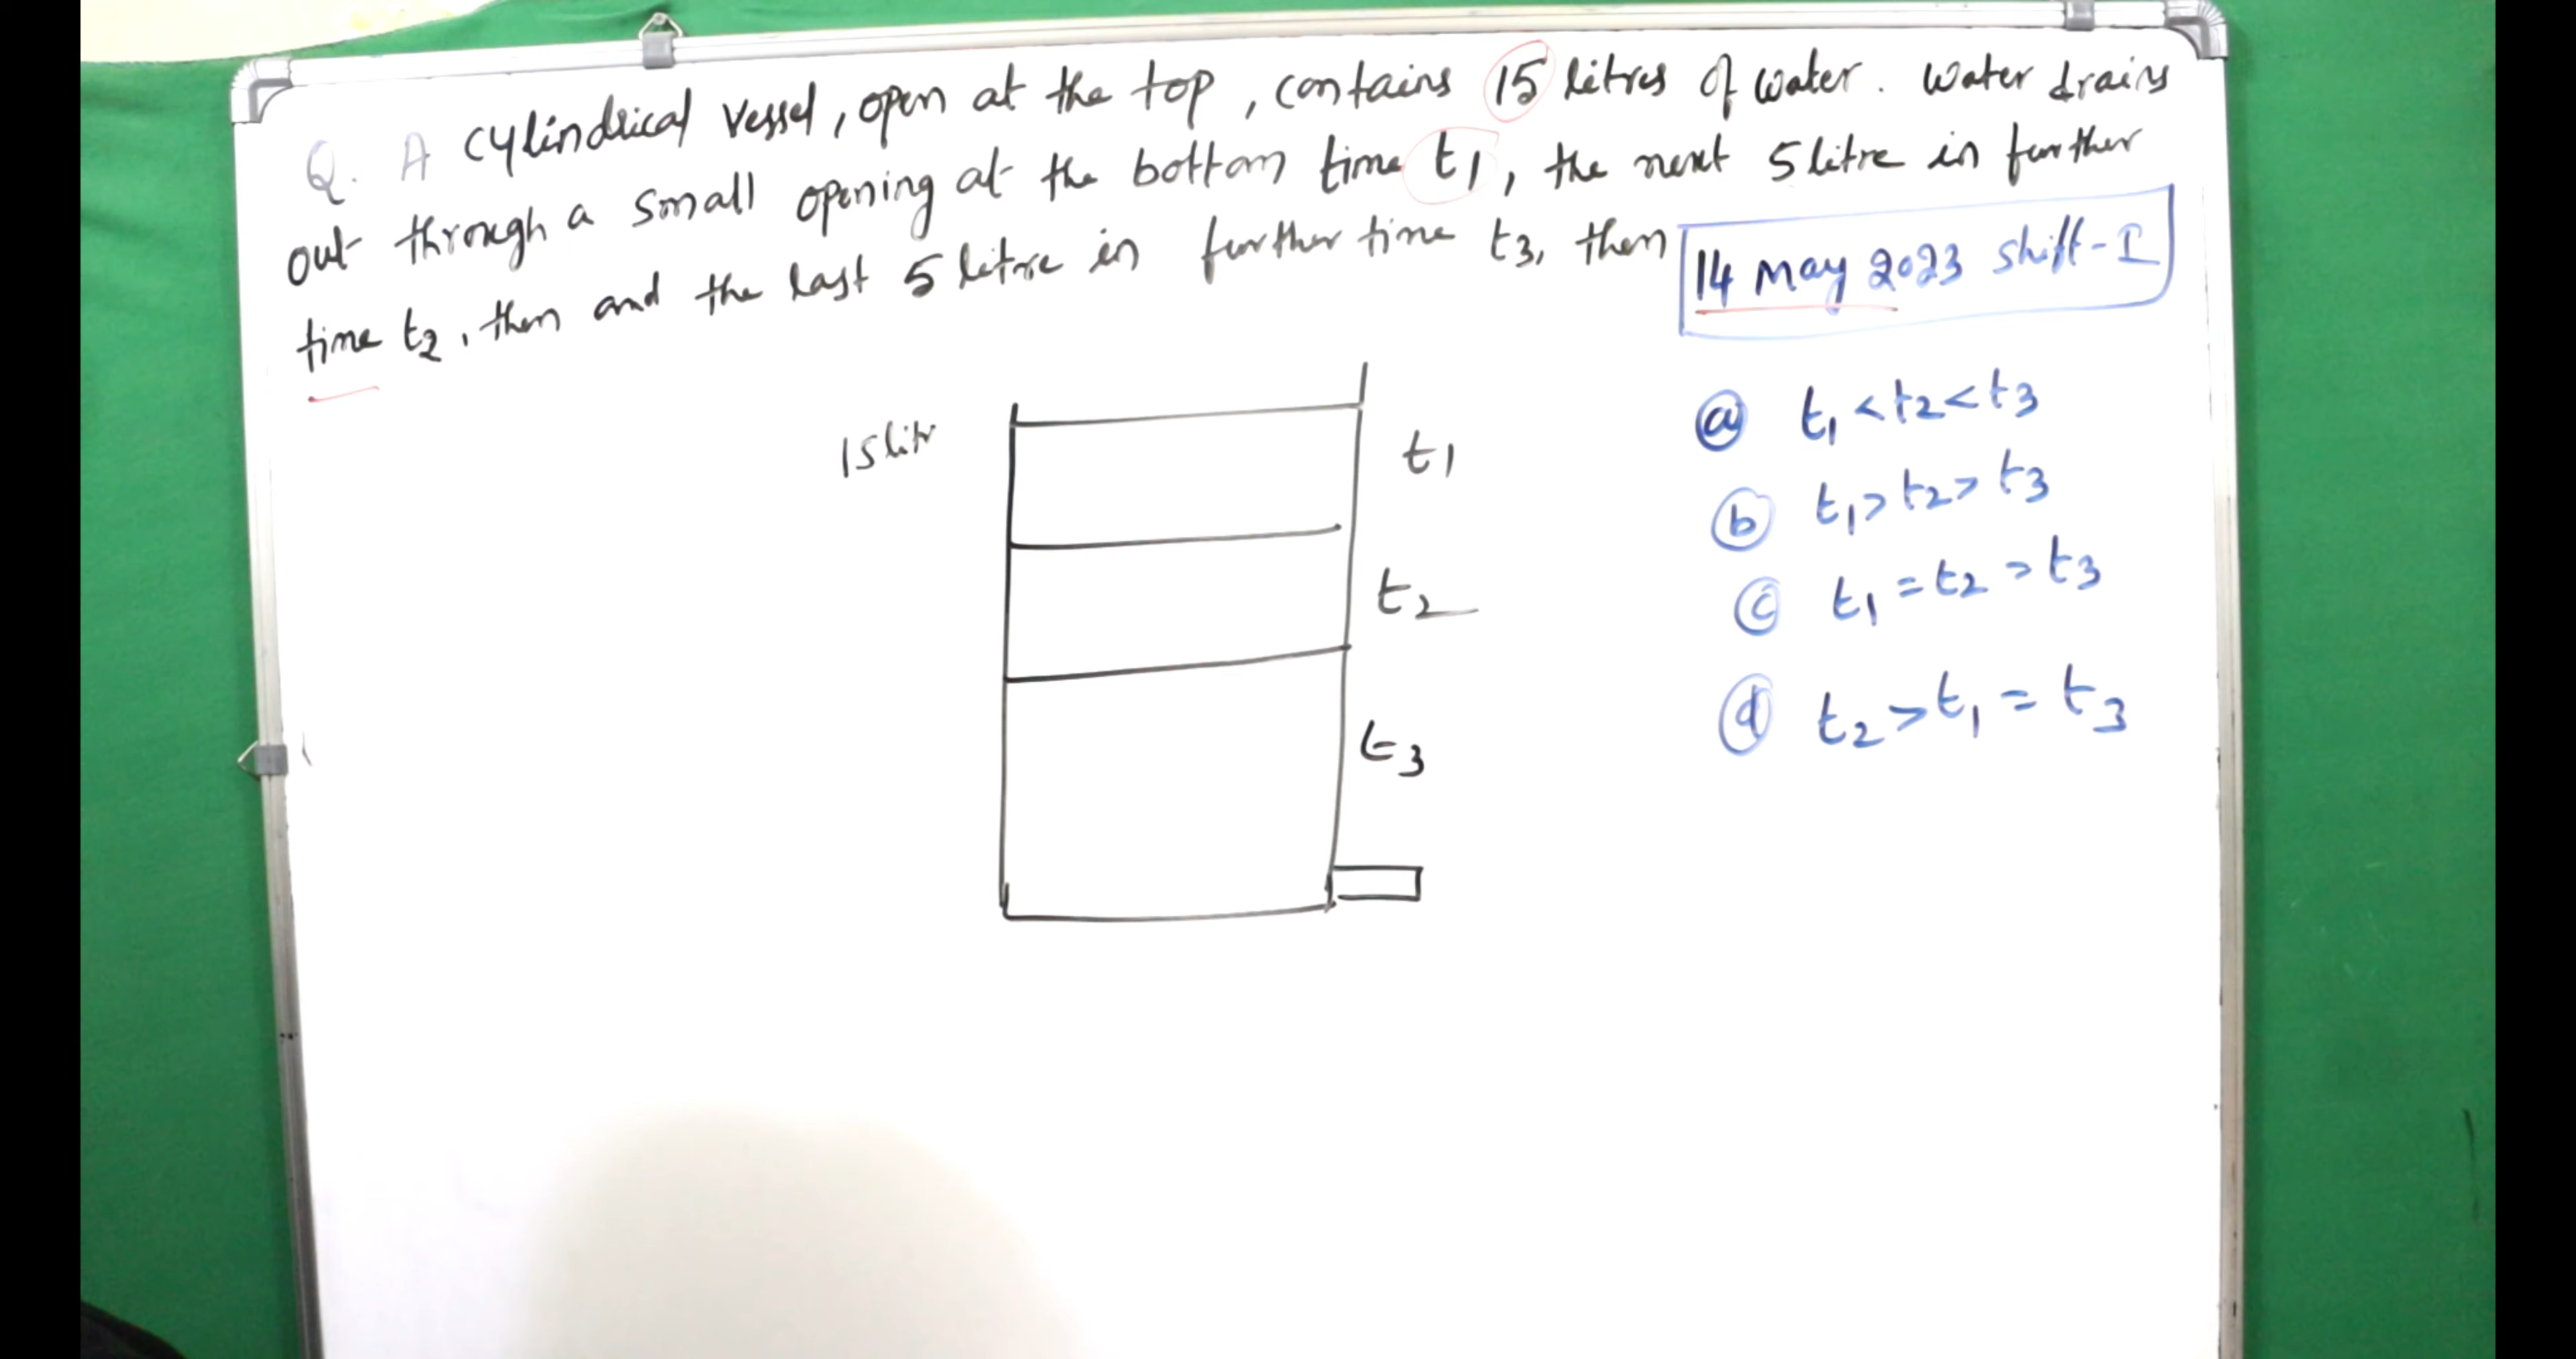 Q. A cylindrical vessel, open at the top, contains 15 litres of water. Water drains
out through a small opening at the bottom time t1, the next 5 litre in further
time t2, then and the last 5 litre in further time t3, then
14 May 2023 Shift-I
15 litr
t1
t2
t3
a t1 < t2 < t3
b t1 > t2 > t3
c t1 = t2 > t3
d t2 > t1 = t3